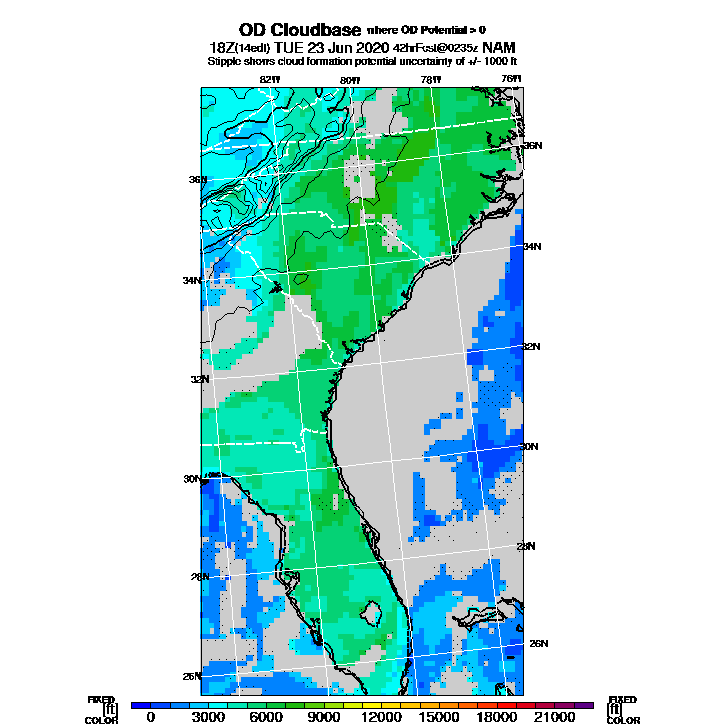 OD Cloudbase where OD Potential > 0
18Z(14edt) TUE 23 Jun 2020 42hrFcst@0235z NAM
Stipple shows cloud formation potential uncertainty of +/- 1000 ft
82W 80W 78W 76W
36N
36N
34N
34N
32N
32N
30N
30N
28N
28N
26N
26N
FIXED FIXED
[ft] 0 3000 6000 9000 12000 15000 18000 21000 [ft]
COLOR COLOR